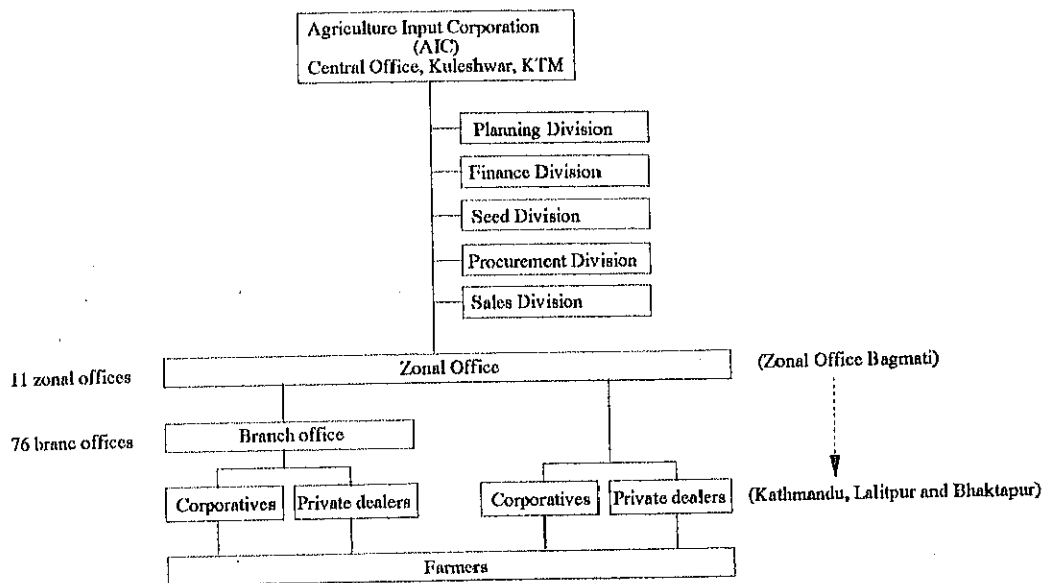 Agriculture Input Corporation
(AIC)
Central Office, Kuleshwar, KTM
Planning Division
Finance Division
Seed Division
Procurement Division
Sales Division
11 zonal offices
Zonal Office
(Zonal Office Bagmati)
76 branc offices
Branch office
Corporatives
Private dealers
Corporatives
Private dealers
(Kathmandu, Lalitpur and Bhaktapur)
Farmers